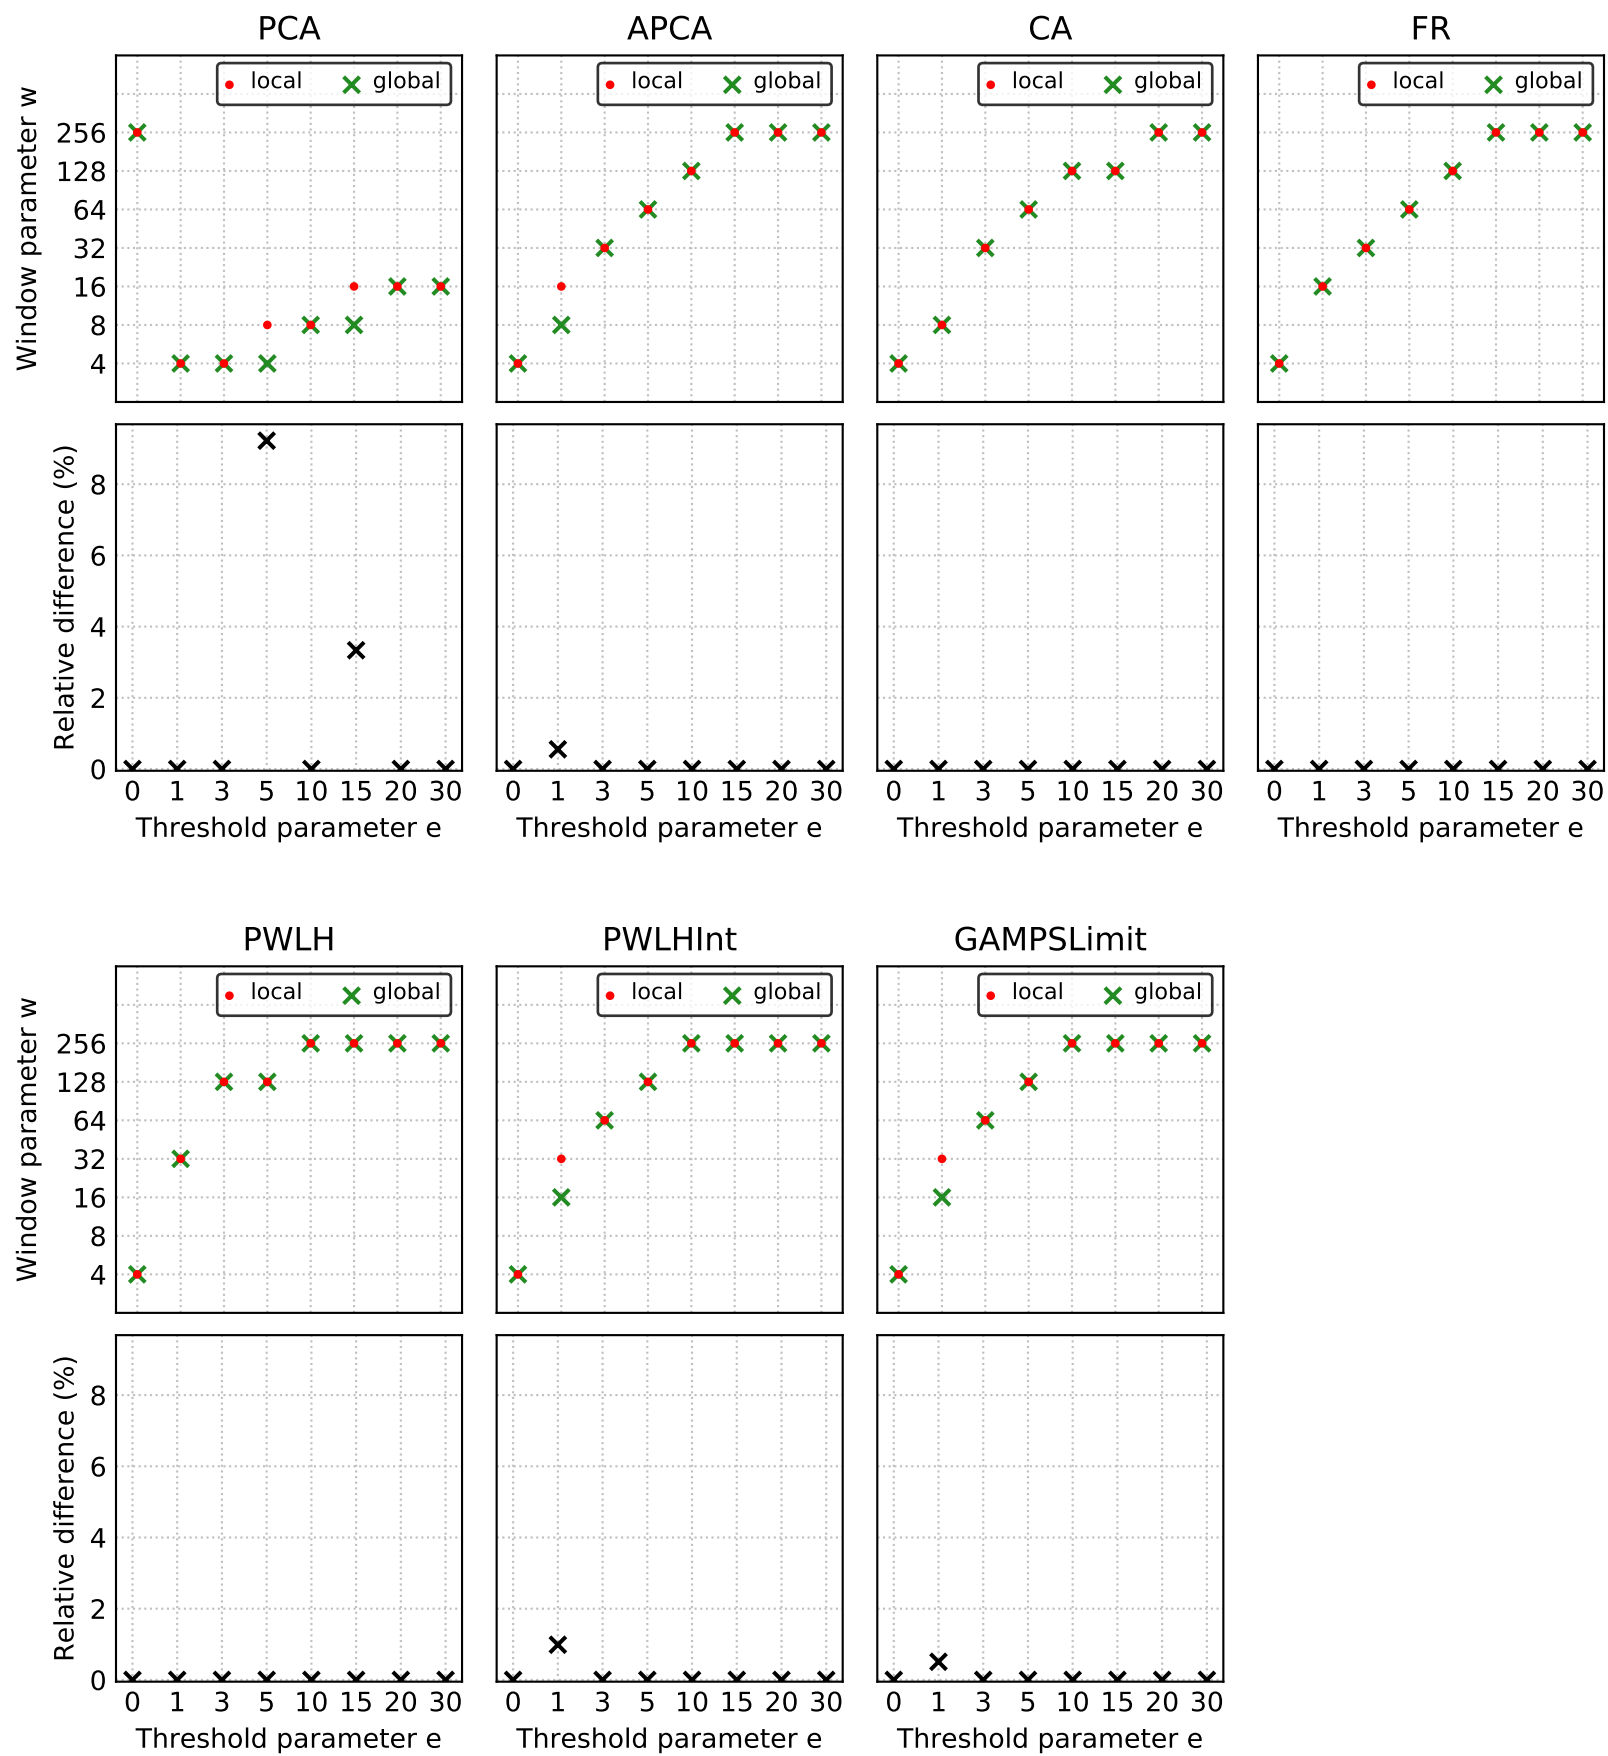 PCA APCA CA FR
local global local global local global local global
Window parameter w
256
128
64
32
16
8
4
Relative difference (%)
8
6
4
2
0
0 1 3 5 10 15 20 30 0 1 3 5 10 15 20 30 0 1 3 5 10 15 20 30 0 1 3 5 10 15 20 30
Threshold parameter e Threshold parameter e Threshold parameter e Threshold parameter e
PWLH PWLHInt GAMPSLimit
local global local global local global
Window parameter w
256
128
64
32
16
8
4
Relative difference (%)
8
6
4
2
0
0 1 3 5 10 15 20 30 0 1 3 5 10 15 20 30 0 1 3 5 10 15 20 30
Threshold parameter e Threshold parameter e Threshold parameter e